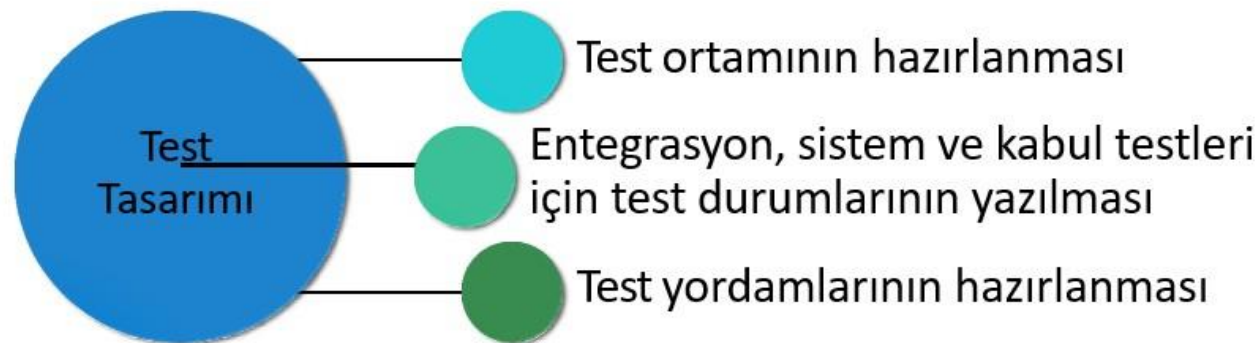 Test
Tasarımı
Test ortamının hazırlanması
Entegrasyon, sistem ve kabul testleri
için test durumlarının yazılması
Test yordamlarının hazırlanması